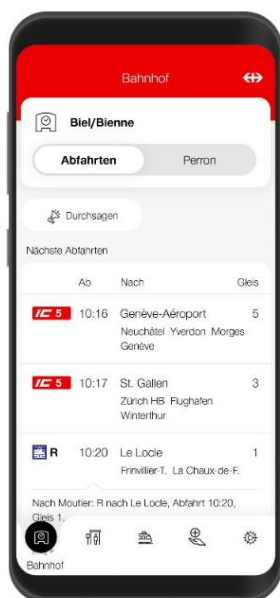 Bahnhof
Biel/Bienne
Abfahrten Perron
Durchsagen
Nächste Abfahrten
Ab Nach Gleis
IC 5 10:16 Genève-Aéroport 5
Neuchâtel Yverdon Morges
Genève
IC 5 10:17 St. Gallen 3
Zürich HB Flughafen
Winterthur
R 10:20 Le Locle 1
Frinvillier-T. La Chaux-de-F.
Nach Moutier: R nach Le Locle, Abfahrt 10:20,
Gleis 1.
Bahnhof